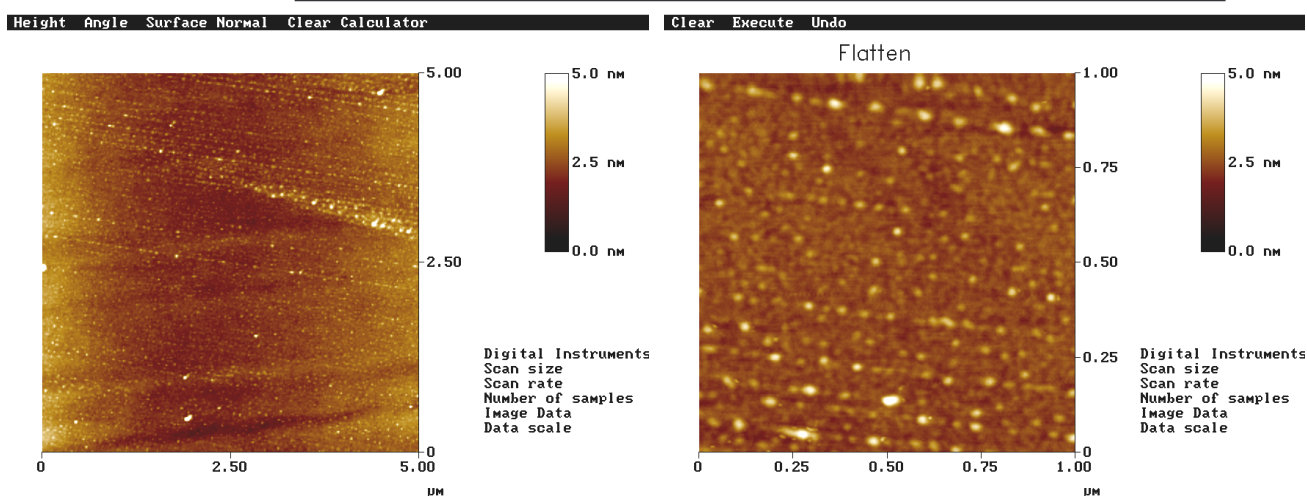 Height Angle Surface Normal Clear Calculator
5.00
2.50
0
0 2.50 5.00
μM
5.0 nM
2.5 nM
0.0 nM
Digital Instruments
Scan size
Scan rate
Number of samples
Image Data
Data scale
Clear Execute Undo
Flatten
1.00
0.75
0.50
0.25
0
0 0.25 0.50 0.75 1.00
μM
5.0 nM
2.5 nM
0.0 nM
Digital Instruments
Scan size
Scan rate
Number of samples
Image Data
Data scale